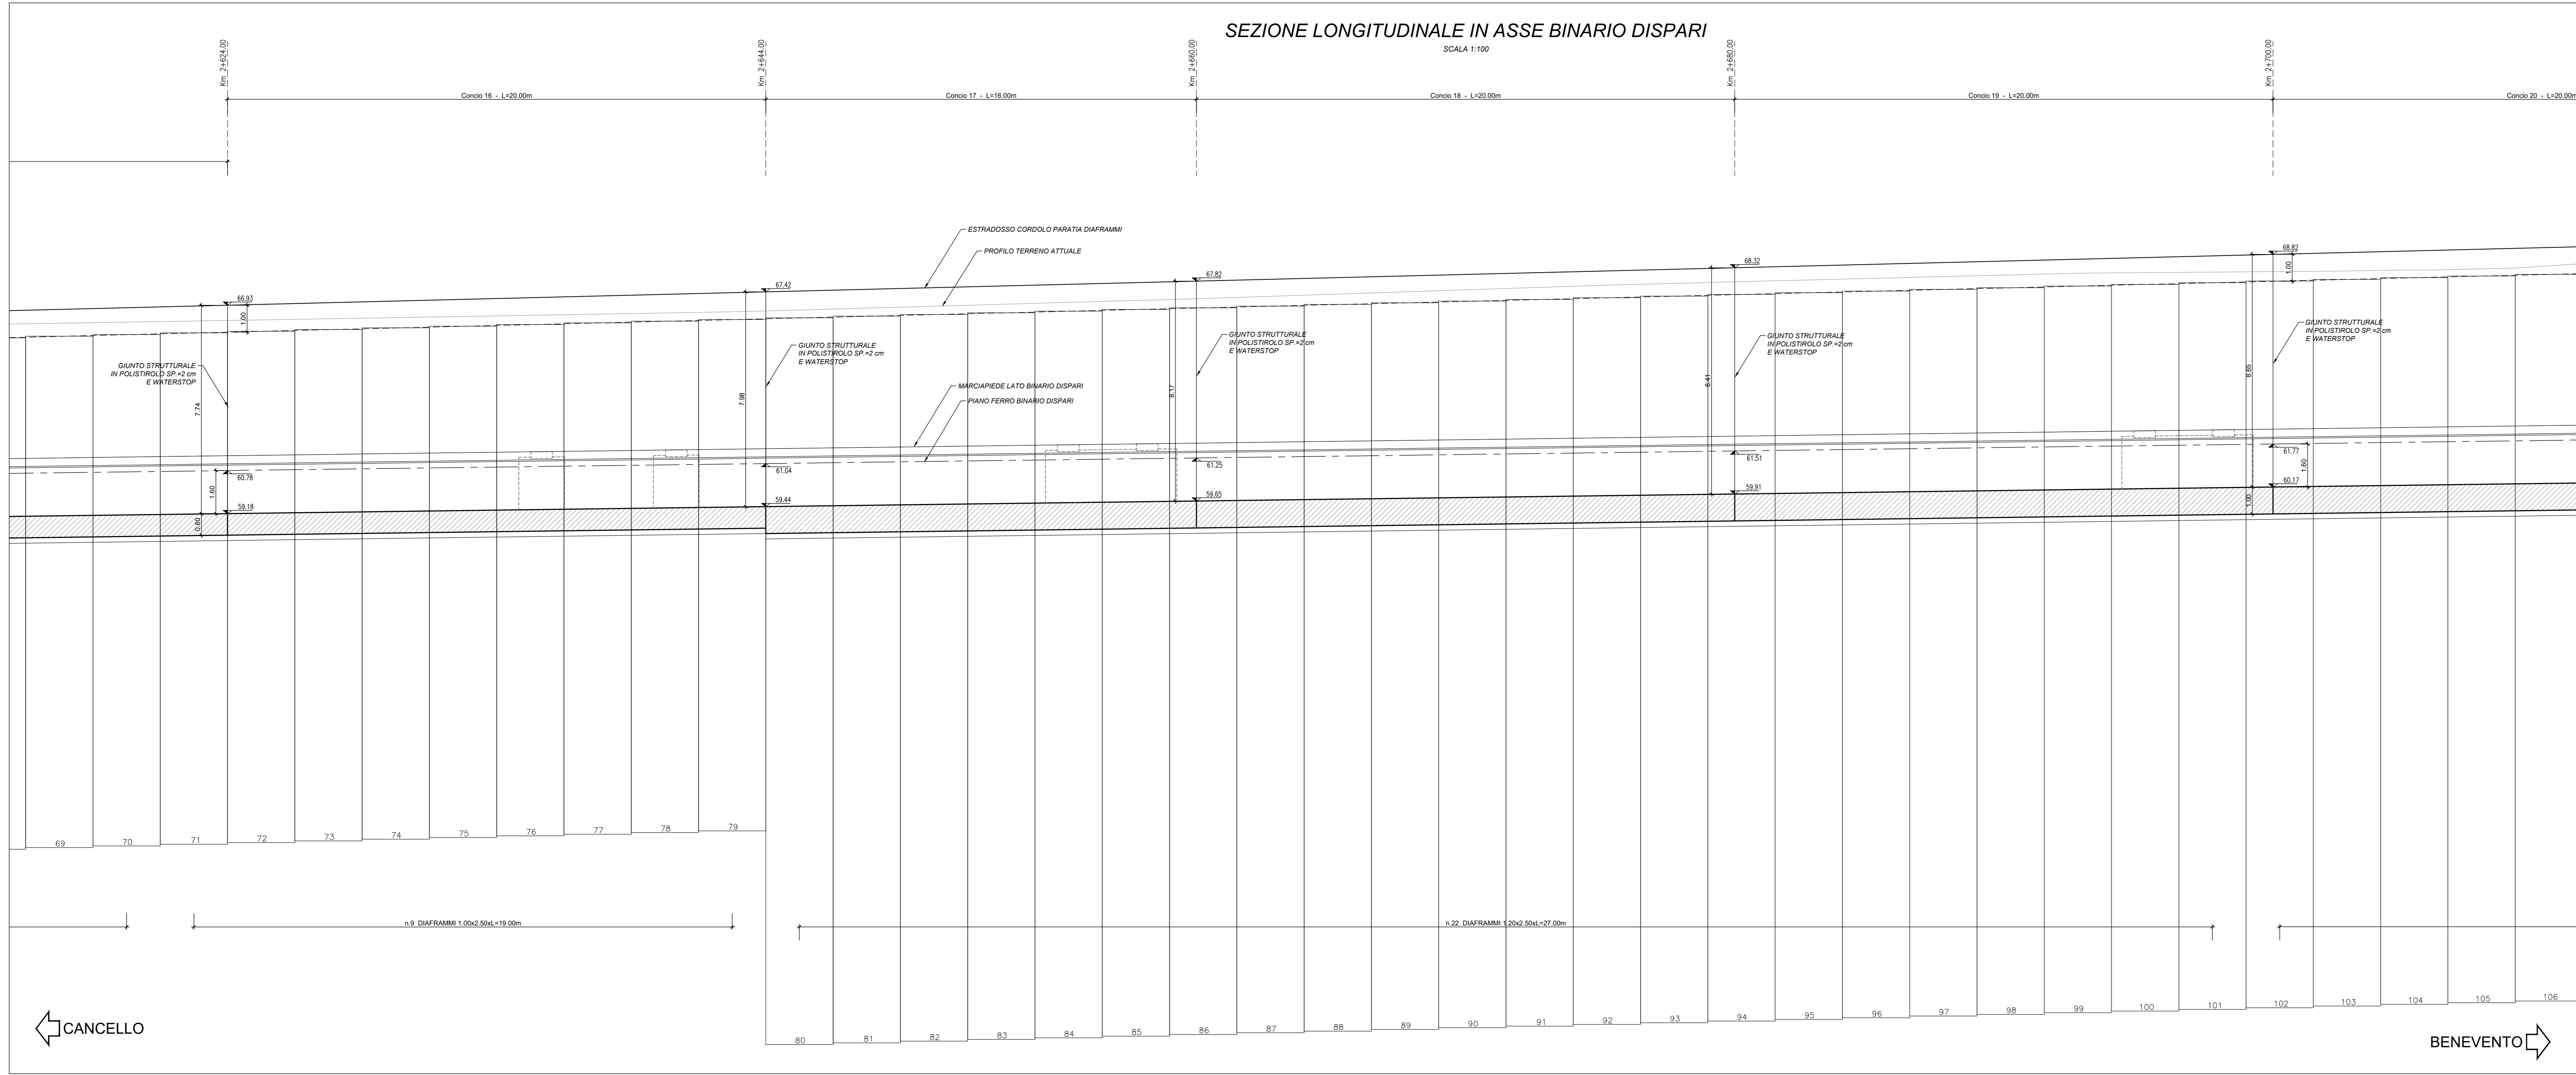 SEZIONE LONGITUDINALE IN ASSE BINARIO DISPARI
SCALA 1:100
Km 2+624.00
Km 2+644.00
Km 2+660.00
Km 2+680.00
Km 2+700.00
Concio 16 - L=20.00m
Concio 17 - L=16.00m
Concio 18 - L=20.00m
Concio 19 - L=20.00m
Concio 20 - L=20.00m
ESTRADOSSO CORDOLO PARATIA DIAFRAMMI
PROFILO TERRENO ATTUALE
66.93
67.42
67.82
68.32
68.82
1.00
1.00
GIUNTO STRUTTURALE
IN POLISTIROLO SP.=2 cm
E WATERSTOP
GIUNTO STRUTTURALE
IN POLISTIROLO SP.=2 cm
E WATERSTOP
GIUNTO STRUTTURALE
IN POLISTIROLO SP.=2 cm
E WATERSTOP
GIUNTO STRUTTURALE
IN POLISTIROLO SP.=2 cm
E WATERSTOP
GIUNTO STRUTTURALE
IN POLISTIROLO SP.=2 cm
E WATERSTOP
7.74
7.98
8.17
8.41
8.65
MARCIAPIEDE LATO BINARIO DISPARI
PIANO FERRO BINARIO DISPARI
60.78
61.04
61.25
61.51
61.77
1.60
1.60
59.18
59.44
59.65
59.91
60.17
0.80
1.00
69
70
71
72
73
74
75
76
77
78
79
n.9 DIAFRAMMI 1.00x2.50xL=19.00m
n.22 DIAFRAMMI 1.20x2.50xL=27.00m
80
81
82
83
84
85
86
87
88
89
90
91
92
93
94
95
96
97
98
99
100
101
102
103
104
105
106
CANCELLO
BENEVENTO